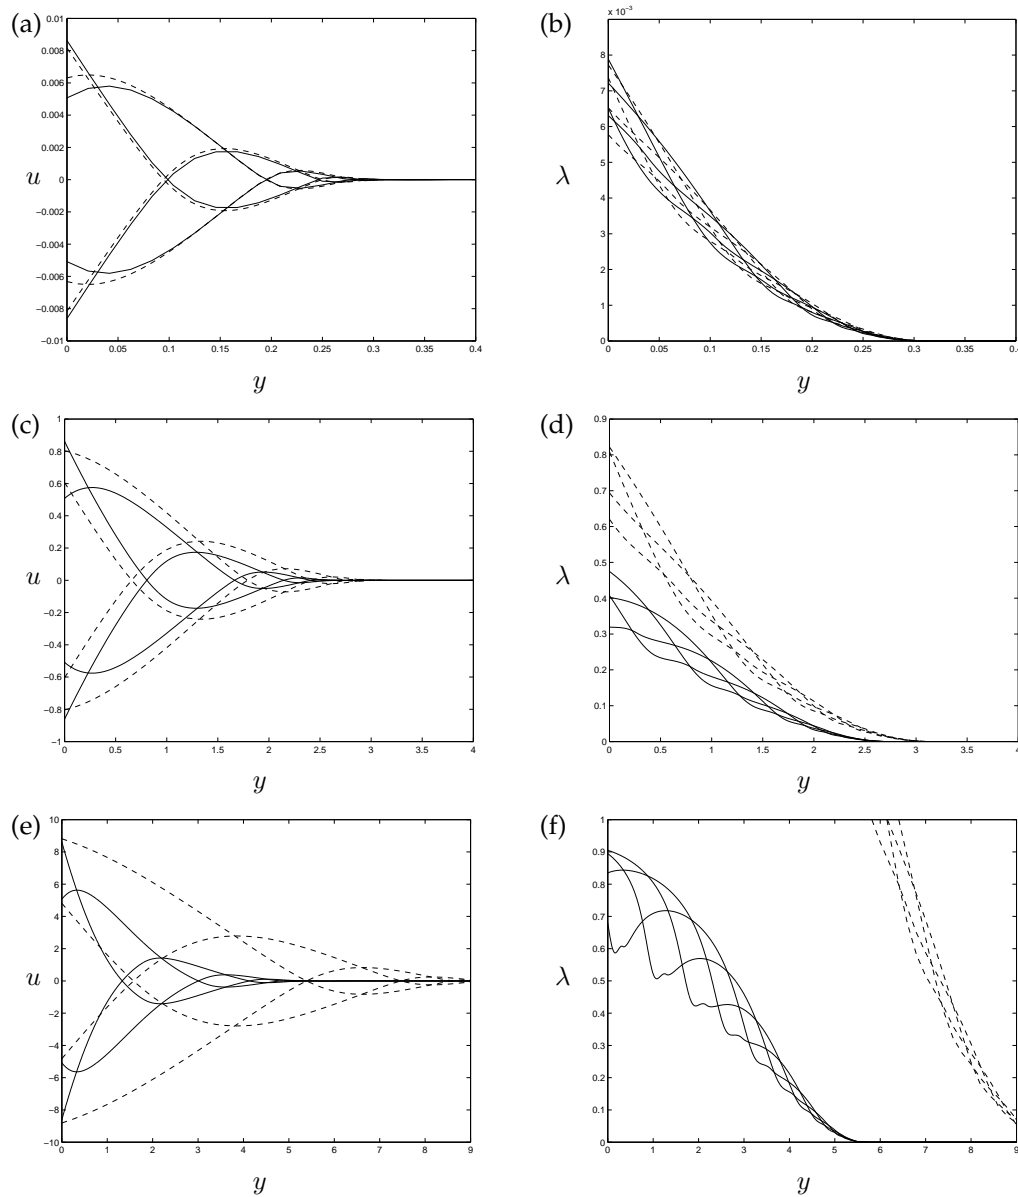 (a)
0.01
0.008
0.006
0.004
0.002
0
−0.002
−0.004
−0.006
−0.008
−0.01
u
0 0.05 0.1 0.15 0.2 0.25 0.3 0.35 0.4
y
(b)
x 10⁻³
8
7
6
5
4
3
2
1
0
λ
0 0.05 0.1 0.15 0.2 0.25 0.3 0.35 0.4
y
(c)
1
0.8
0.6
0.4
0.2
0
−0.2
−0.4
−0.6
−0.8
−1
u
0 0.5 1 1.5 2 2.5 3 3.5 4
y
(d)
0.9
0.8
0.7
0.6
0.5
0.4
0.3
0.2
0.1
0
λ
0 0.5 1 1.5 2 2.5 3 3.5 4
y
(e)
10
8
6
4
2
0
−2
−4
−6
−8
−10
u
0 1 2 3 4 5 6 7 8 9
y
(f)
1
0.9
0.8
0.7
0.6
0.5
0.4
0.3
0.2
0.1
0
λ
0 1 2 3 4 5 6 7 8 9
y